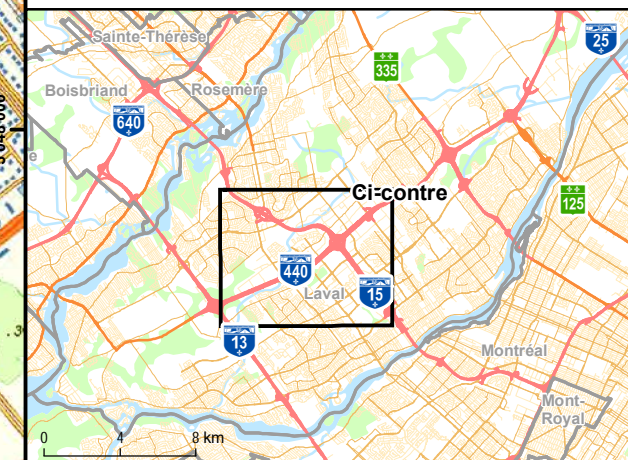 Sainte-Thérèse
25
335
Boisbriand
Rosemère
640
e
Ci-contre
125
440
Laval
15
13
Montréal
Mont-
Royal
0 4 8 km